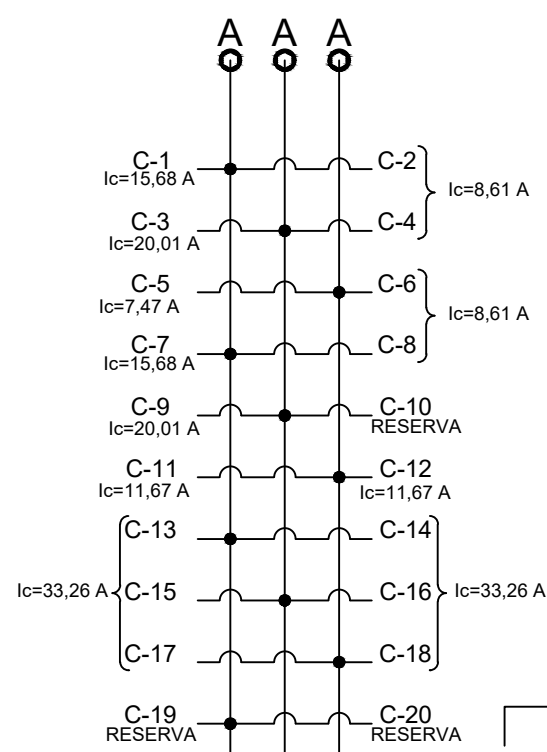 A A A
C-1 C-2
Ic=15,68 A
Ic=8,61 A
C-3 C-4
Ic=20,01 A
C-5 C-6
Ic=7,47 A
Ic=8,61 A
C-7 C-8
Ic=15,68 A
C-9 C-10
Ic=20,01 A RESERVA
C-11 C-12
Ic=11,67 A Ic=11,67 A
C-13 C-14
Ic=33,26 A C-15 C-16 Ic=33,26 A
C-17 C-18
C-19 C-20
RESERVA RESERVA